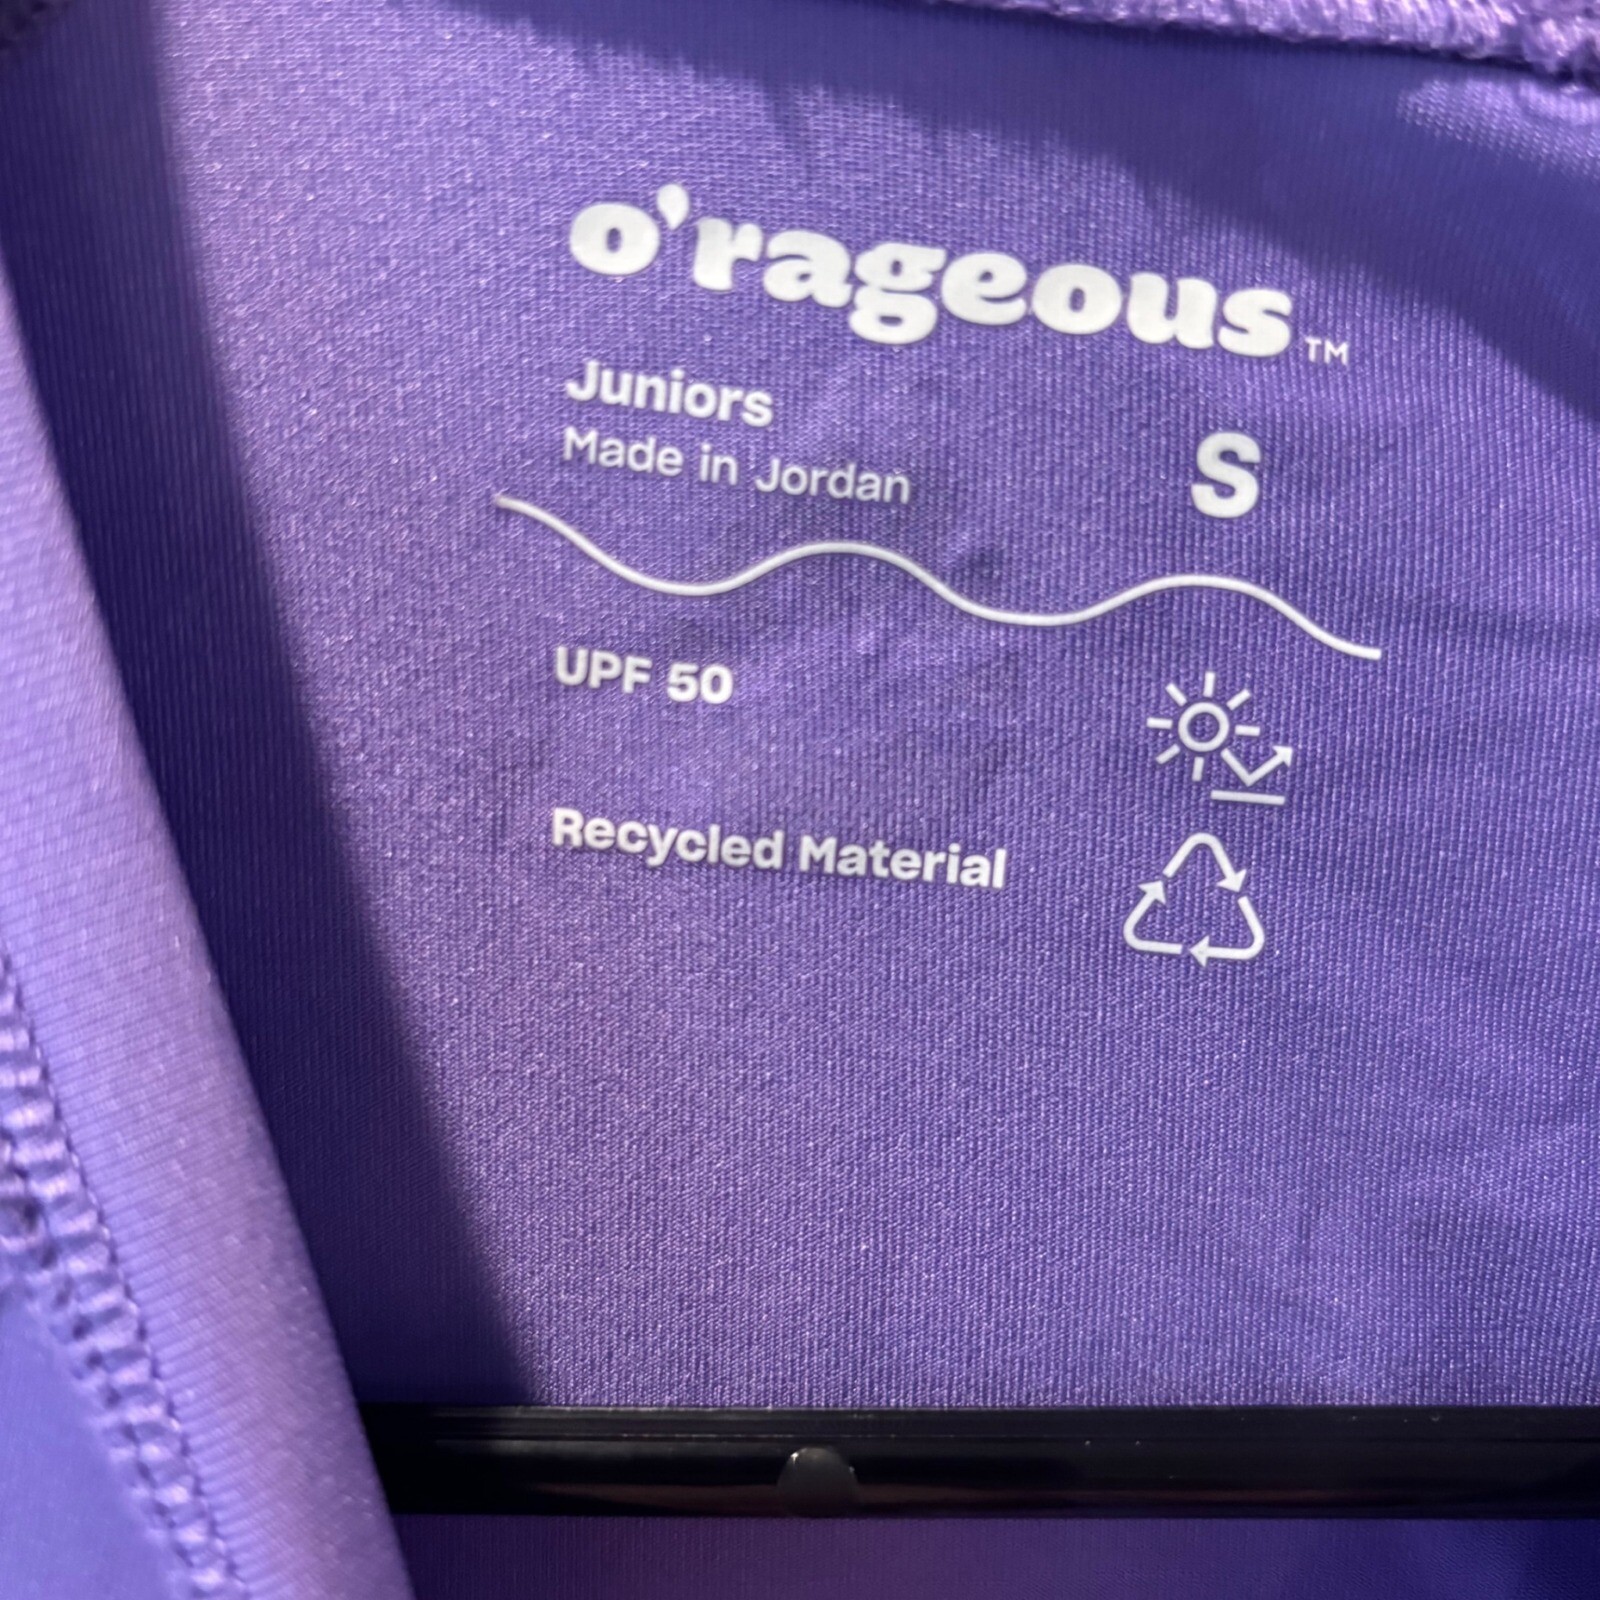 o'rageous™
Juniors
Made in Jordan
S
UPF 50
Recycled Material